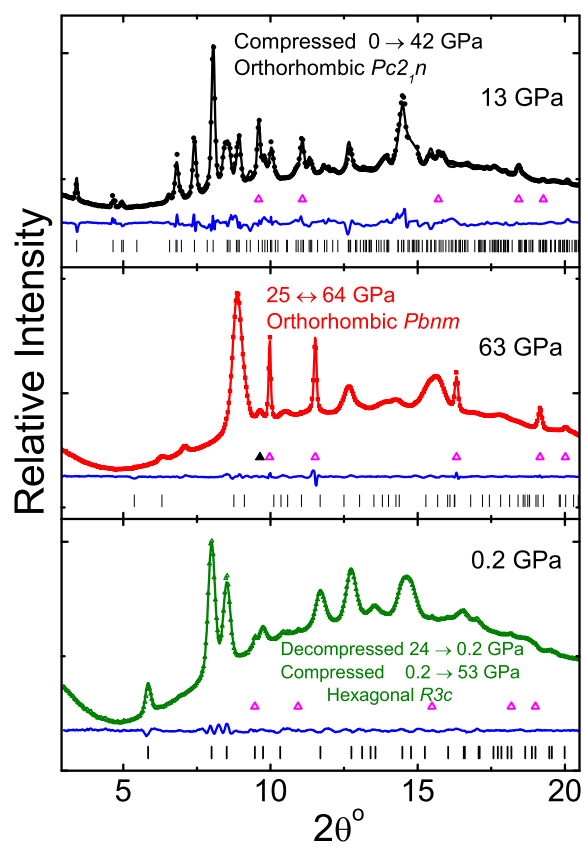 Compressed 0 → 42 GPa
Orthorhombic Pc2₁n
13 GPa
25 ↔ 64 GPa
Orthorhombic Pbnm
63 GPa
0.2 GPa
Decompressed 24 → 0.2 GPa
Compressed 0.2 → 53 GPa
Hexagonal R3c
Relative Intensity
5 10 15 20
2θ°